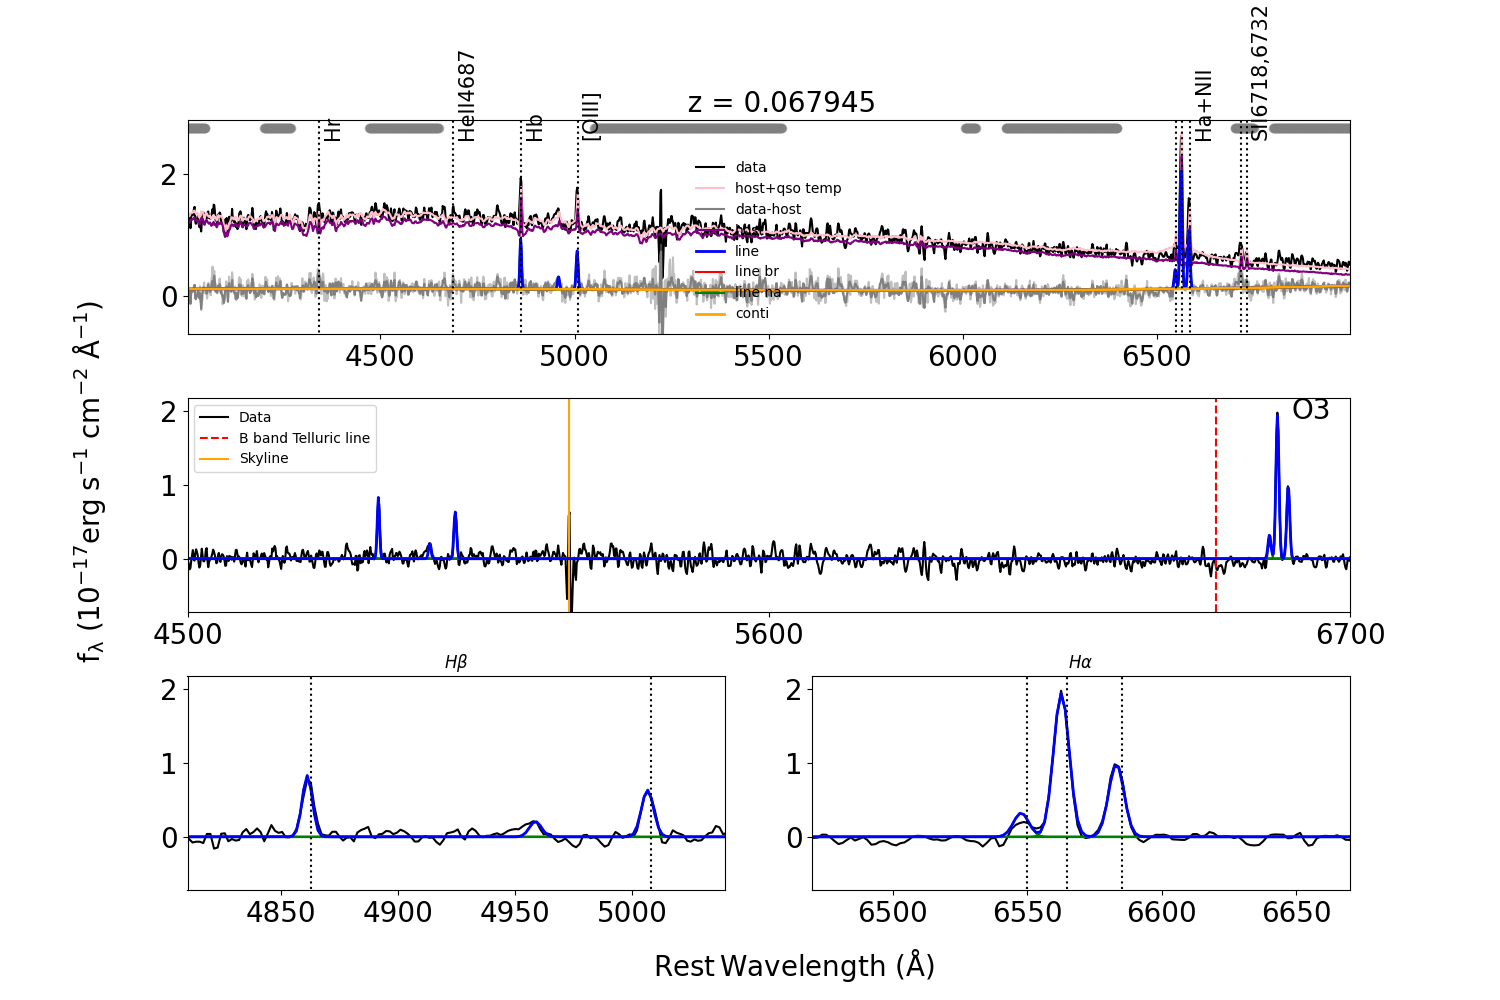 z = 0.067945
Hr
HeII4687
Hb
[OIII]
Ha+NII
SII6718,6732
2
0
data
host+qso temp
data-host
line
line br
line na
conti
4500 5000 5500 6000 6500
f_λ (10^{-17} erg s^{-1} cm^{-2} Å^{-1})
2
1
0
Data
B band Telluric line
Skyline
O3
4500 5600 6700
Hβ
2
1
0
4850 4900 4950 5000
Hα
2
1
0
6500 6550 6600 6650
Rest Wavelength (Å)